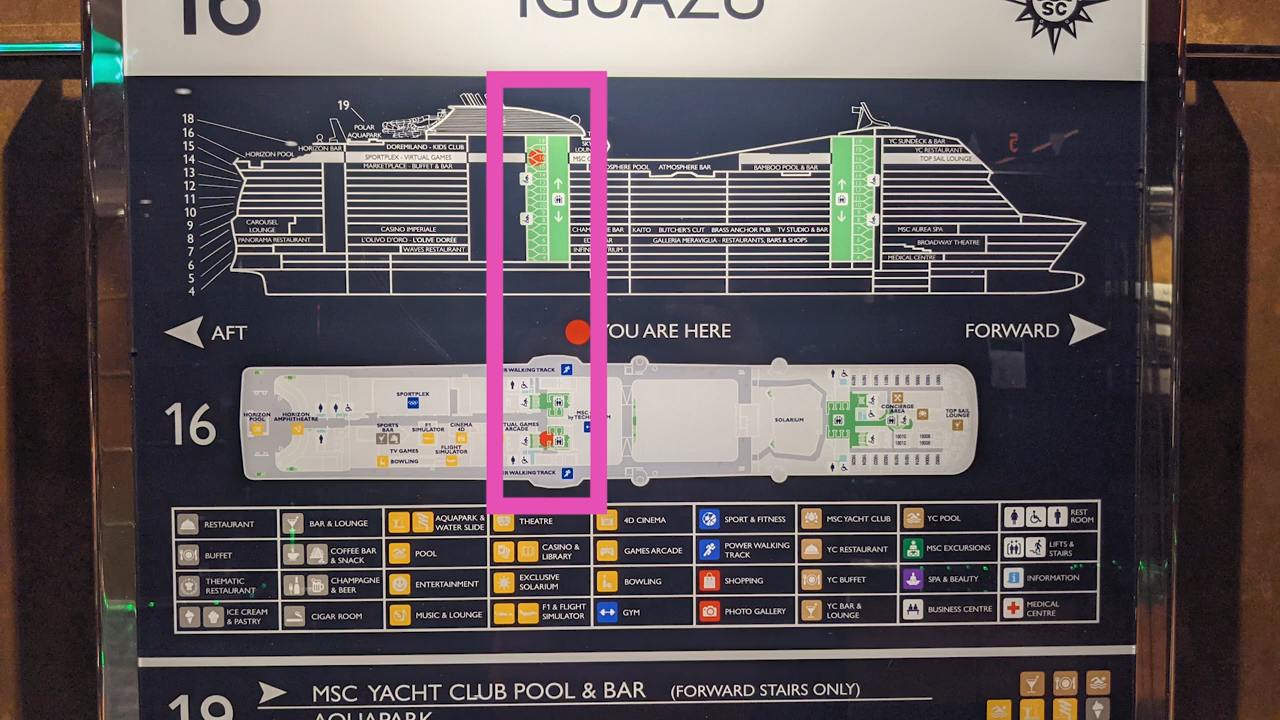 16
IGUAZU
SC
19
POLAR
AQUAPARK
18
16
15
14
13
12
11
10
9
8
7
6
5
4
HORIZON POOL
HORIZON BAR
DOREMILAND - KIDS CLUB
SPORTPLEX - VIRTUAL GAMES
MARKETPLACE - BUFFET & BAR
CAROUSEL
LOUNGE
CASINO IMPERIALE
PANORAMA RESTAURANT
L'OLIVO D'ORO - L'OLIVE DORÉE
WAVES RESTAURANT
ATMOSPHERE BAR
BAMBOO POOL & BAR
KAITO
BUTCHER'S CUT
BRASS ANCHOR PUB
TV STUDIO & BAR
GALLERIA MERAVIGLIA - RESTAURANTS, BARS & SHOPS
YC SUNDECK & BAR
YC RESTAURANT
TOP SAIL LOUNGE
MSC AUREA SPA
BROADWAY THEATRE
MEDICAL CENTRE
AFT
YOU ARE HERE
FORWARD
16
HORIZON
POOL
HORIZON
AMPHITHEATRE
SPORTPLEX
SPORTS
BAR
F1
SIMULATOR
CINEMA
4D
TV GAMES
FLIGHT
SIMULATOR
BOWLING
WALKING TRACK
GAMES
ARCADE
WALKING TRACK
SOLARIUM
CONCIERGE
AREA
TOP SAIL
LOUNGE
RESTAURANT
BAR & LOUNGE
AQUAPARK &
WATER SLIDE
THEATRE
4D CINEMA
SPORT & FITNESS
MSC YACHT CLUB
YC POOL
REST
ROOM
BUFFET
COFFEE BAR
& SNACK
POOL
CASINO &
LIBRARY
GAMES ARCADE
POWER WALKING
TRACK
YC RESTAURANT
MSC EXCURSIONS
LIFTS &
STAIRS
THEMATIC
RESTAURANT
CHAMPAGNE
& BEER
ENTERTAINMENT
EXCLUSIVE
SOLARIUM
BOWLING
SHOPPING
YC BUFFET
SPA & BEAUTY
INFORMATION
ICE CREAM
& PASTRY
CIGAR ROOM
MUSIC & LOUNGE
F1 & FLIGHT
SIMULATOR
GYM
PHOTO GALLERY
YC BAR &
LOUNGE
BUSINESS CENTRE
MEDICAL
CENTRE
19
MSC YACHT CLUB POOL & BAR (FORWARD STAIRS ONLY)
AQUAPARK